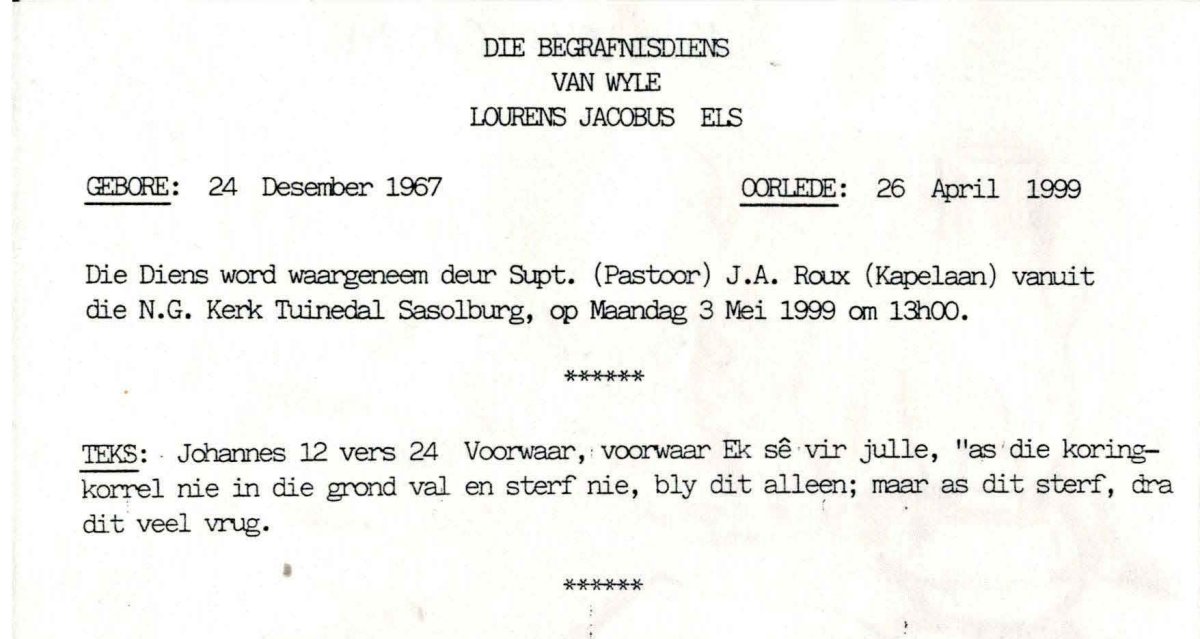 DIE BEGRAFNISDIENS
VAN WYLE
LOURENS JACOBUS ELS
GEBORE: 24 Desember 1967 OORLEDE: 26 April 1999
Die Diens word waargeneem deur Supt. (Pastoor) J.A. Roux (Kapelaan) vanuit
die N.G. Kerk Tuinedal Sasolburg, op Maandag 3 Mei 1999 om 13h00.
******
TEKS: Johannes 12 vers 24 Voorwaar, voorwaar Ek sê vir julle, "as die koring-
korrel nie in die grond val en sterf nie, bly dit alleen; maar as dit sterf, dra
dit veel vrug.
******